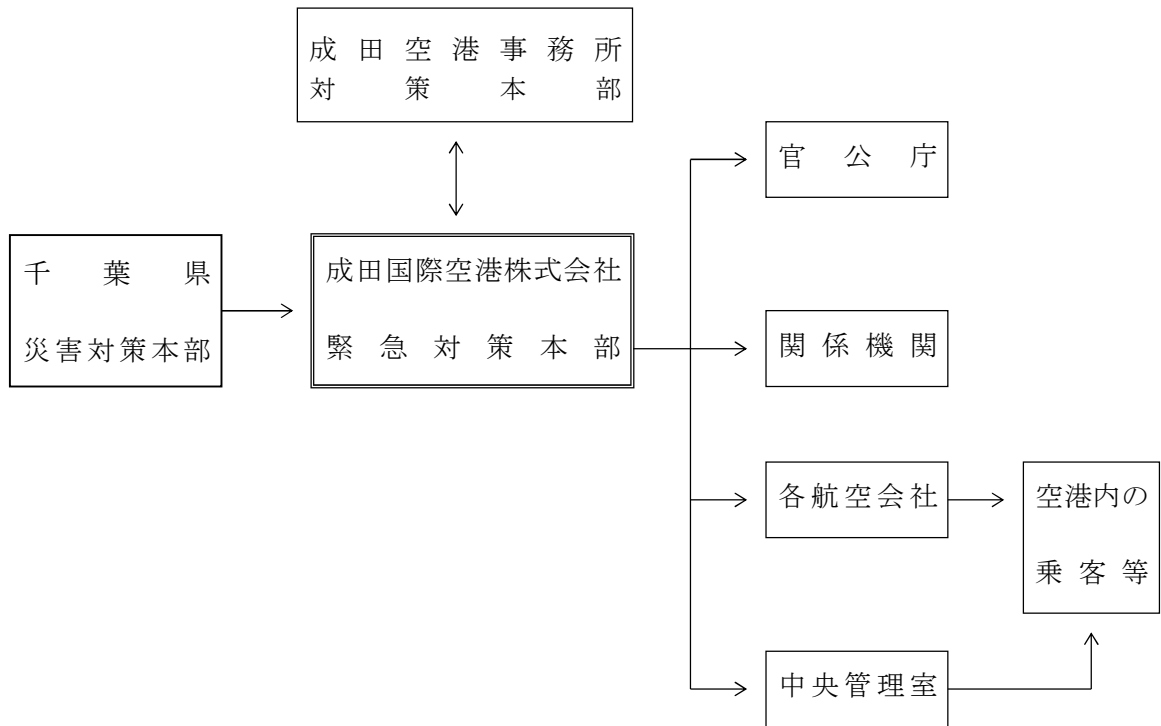 成田空港事務所
対策本部
官公庁
千葉県
災害対策本部
成田国際空港株式会社
緊急対策本部
関係機関
各航空会社
空港内の
乗客等
中央管理室